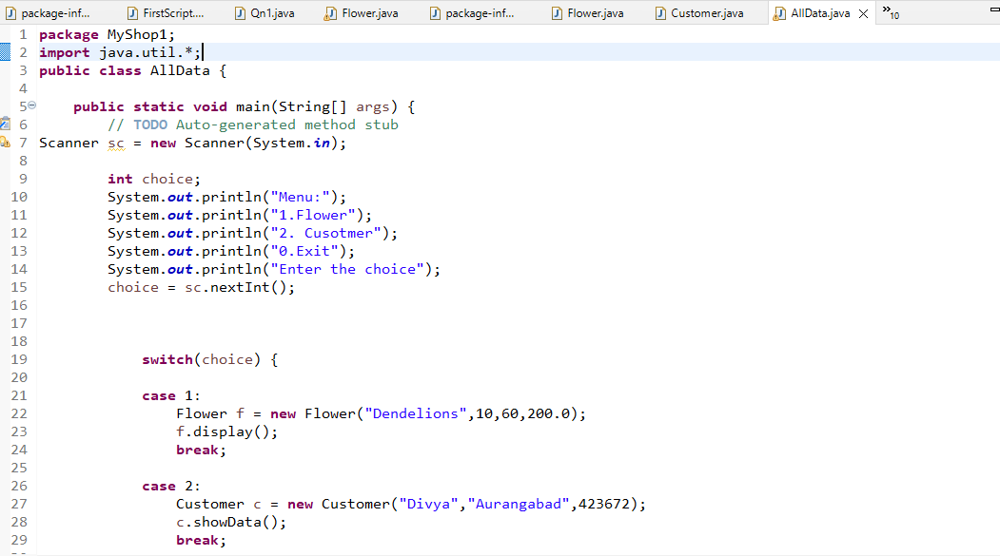 package-inf... FirstScript.... Qn1.java Flower.java package-inf... Flower.java Customer.java AllData.java »10
1 package MyShop1;
2 import java.util.*;
3 public class AllData {
4
5 public static void main(String[] args) {
6 // TODO Auto-generated method stub
7 Scanner sc = new Scanner(System.in);
8
9 int choice;
10 System.out.println("Menu:");
11 System.out.println("1.Flower");
12 System.out.println("2. Cusotmer");
13 System.out.println("0.Exit");
14 System.out.println("Enter the choice");
15 choice = sc.nextInt();
16
17
18
19 switch(choice) {
20
21 case 1:
22 Flower f = new Flower("Dendelions",10,60,200.0);
23 f.display();
24 break;
25
26 case 2:
27 Customer c = new Customer("Divya","Aurangabad",423672);
28 c.showData();
29 break;